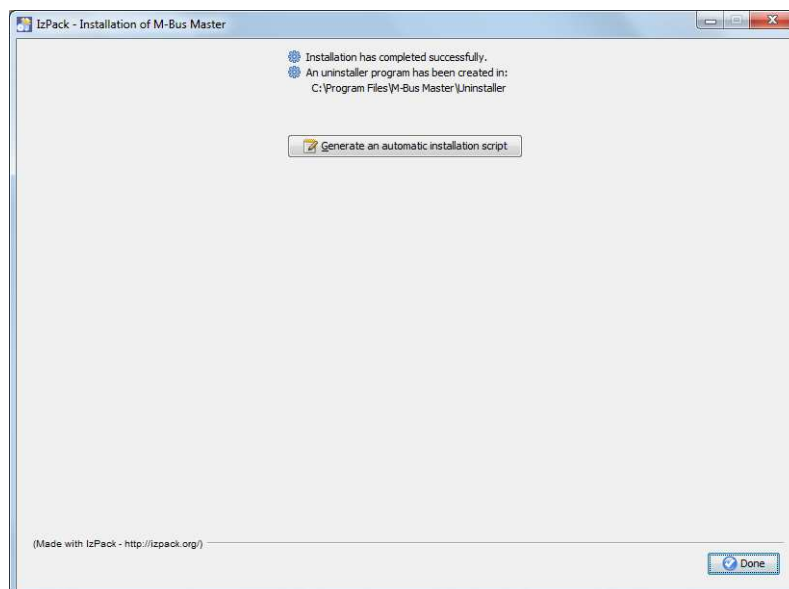 IzPack - Installation of M-Bus Master
Installation has completed successfully.
An uninstaller program has been created in:
C:\Program Files\M-Bus Master\Uninstaller
Generate an automatic installation script
(Made with IzPack - http://izpack.org/)
Done